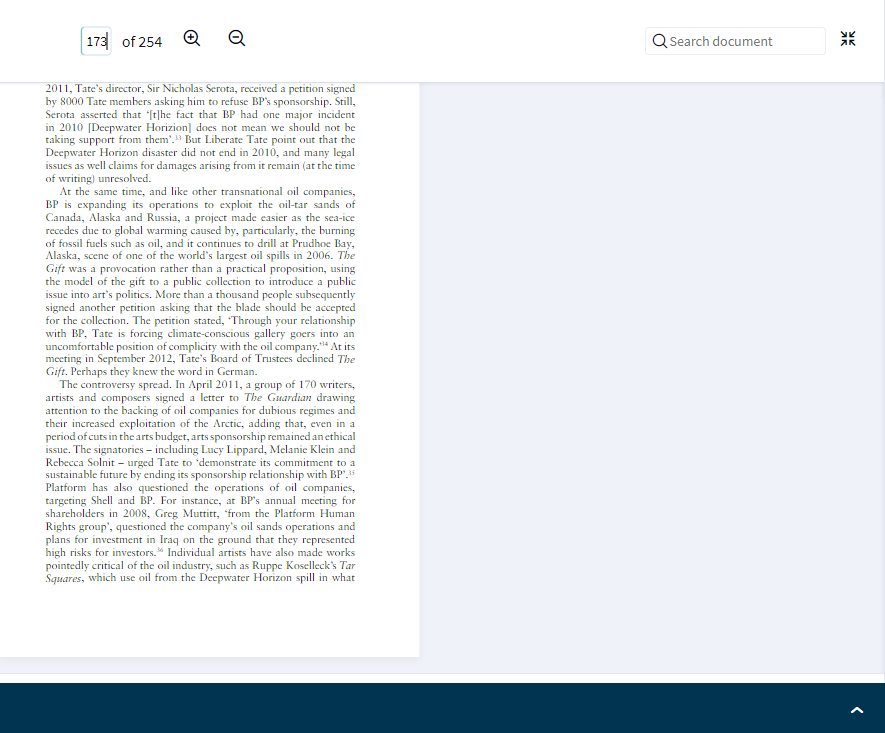 173 of 254
Search document
2011, Tate's director, Sir Nicholas Serota, received a petition signed
by 8000 Tate members asking him to refuse BP's sponsorship. Still,
Serota asserted that ‘[t]he fact that BP had one major incident
in 2010 [Deepwater Horizion] does not mean we should not be
taking support from them’.33 But Liberate Tate point out that the
Deepwater Horizon disaster did not end in 2010, and many legal
issues as well claims for damages arising from it remain (at the time
of writing) unresolved.
At the same time, and like other transnational oil companies,
BP is expanding its operations to exploit the oil-tar sands of
Canada, Alaska and Russia, a project made easier as the sea-ice
recedes due to global warming caused by, particularly, the burning
of fossil fuels such as oil, and it continues to drill at Prudhoe Bay,
Alaska, scene of one of the world's largest oil spills in 2006. The
Gift was a provocation rather than a practical proposition, using
the model of the gift to a public collection to introduce a public
issue into art's politics. More than a thousand people subsequently
signed another petition asking that the blade should be accepted
for the collection. The petition stated, ‘Through your relationship
with BP, Tate is forcing climate-conscious gallery goers into an
uncomfortable position of complicity with the oil company.’34 At its
meeting in September 2012, Tate's Board of Trustees declined The
Gift. Perhaps they knew the word in German.
The controversy spread. In April 2011, a group of 170 writers,
artists and composers signed a letter to The Guardian drawing
attention to the backing of oil companies for dubious regimes and
their increased exploitation of the Arctic, adding that, even in a
period of cuts in the arts budget, arts sponsorship remained an ethical
issue. The signatories – including Lucy Lippard, Melanie Klein and
Rebecca Solnit – urged Tate to ‘demonstrate its commitment to a
sustainable future by ending its sponsorship relationship with BP’.35
Platform has also questioned the operations of oil companies,
targeting Shell and BP. For instance, at BP's annual meeting for
shareholders in 2008, Greg Muttitt, ‘from the Platform Human
Rights group’, questioned the company's oil sands operations and
plans for investment in Iraq on the ground that they represented
high risks for investors.36 Individual artists have also made works
pointedly critical of the oil industry, such as Ruppe Koselleck's Tar
Squares, which use oil from the Deepwater Horizon spill in what